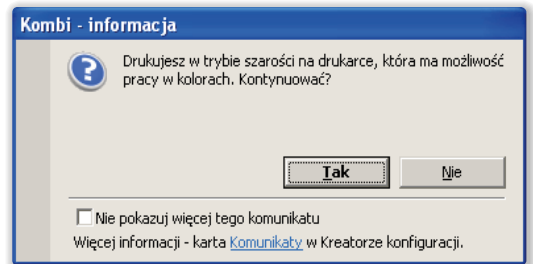 Kombi - informacja
Drukujesz w trybie szarości na drukarce, która ma możliwość
pracy w kolorach. Kontynuować?
Tak
Nie
Nie pokazuj więcej tego komunikatu
Więcej informacji - karta Komunikaty w Kreatorze konfiguracji.